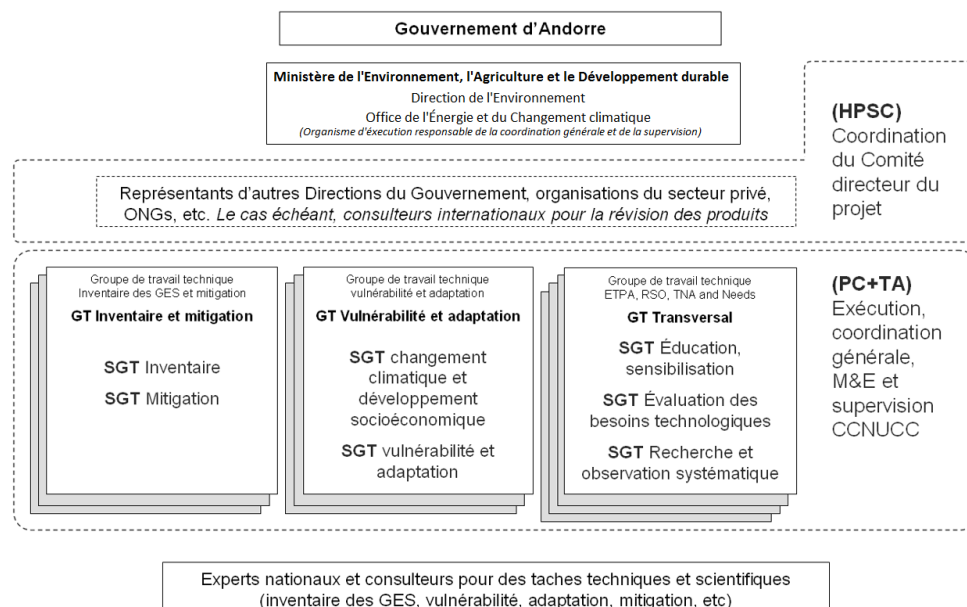 Gouvernement d’Andorre
Ministère de l'Environnement, l'Agriculture et le Développement durable
Direction de l'Environnement
Office de l'Énergie et du Changement climatique
(Organisme d'éxecution responsable de la coordination générale et de la supervision)
(HPSC)
Coordination
du Comité
directeur du
projet
Représentants d’autres Directions du Gouvernement, organisations du secteur privé,
ONGs, etc. Le cas échéant, consulteurs internationaux pour la révision des produits
Groupe de travail technique
Inventaire des GES et mitigation
GT Inventaire et mitigation
SGT Inventaire
SGT Mitigation
Groupe de travail technique
vulnérabilité et adaptation
GT Vulnérabilité et adaptation
SGT changement
climatique et
développement
socioéconomique
SGT vulnérabilité et
adaptation
Groupe de travail technique
ETPA, RSO, TNA and Needs
GT Transversal
SGT Éducation,
sensibilisation
SGT Évaluation des
besoins technologiques
SGT Recherche et
observation systématique
(PC+TA)
Exécution,
coordination
générale,
M&E et
supervision
CCNUCC
Experts nationaux et consulteurs pour des taches techniques et scientifiques
(inventaire des GES, vulnérabilité, adaptation, mitigation, etc)